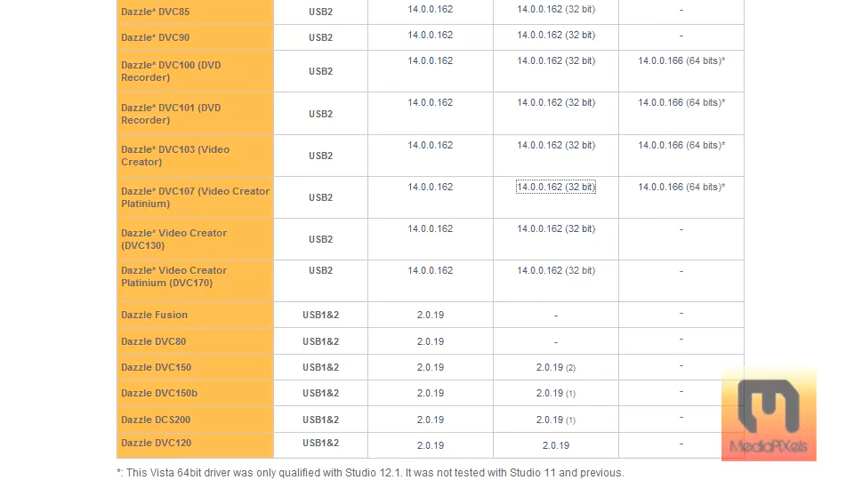 Dazzle* DVC85 USB2 14.0.0.162 14.0.0.162 (32 bit) -
Dazzle* DVC90 USB2 14.0.0.162 14.0.0.162 (32 bit) -
Dazzle* DVC100 (DVD
Recorder) USB2 14.0.0.162 14.0.0.162 (32 bit) 14.0.0.166 (64 bits)*
Dazzle* DVC101 (DVD
Recorder) USB2 14.0.0.162 14.0.0.162 (32 bit) 14.0.0.166 (64 bits)*
Dazzle* DVC103 (Video
Creator) USB2 14.0.0.162 14.0.0.162 (32 bit) 14.0.0.166 (64 bits)*
Dazzle* DVC107 (Video Creator
Platinium) USB2 14.0.0.162 14.0.0.162 (32 bit) 14.0.0.166 (64 bits)*
Dazzle* Video Creator
(DVC130) USB2 14.0.0.162 14.0.0.162 (32 bit) -
Dazzle* Video Creator
Platinium (DVC170) USB2 14.0.0.162 14.0.0.162 (32 bit) -
Dazzle Fusion USB1&2 2.0.19 - -
Dazzle DVC80 USB1&2 2.0.19 - -
Dazzle DVC150 USB1&2 2.0.19 2.0.19 (2) -
Dazzle DVC150b USB1&2 2.0.19 2.0.19 (1) -
Dazzle DCS200 USB1&2 2.0.19 2.0.19 (1) -
Dazzle DVC120 USB1&2 2.0.19 2.0.19 -
MediaPIXels
*: This Vista 64bit driver was only qualified with Studio 12.1. It was not tested with Studio 11 and previous.